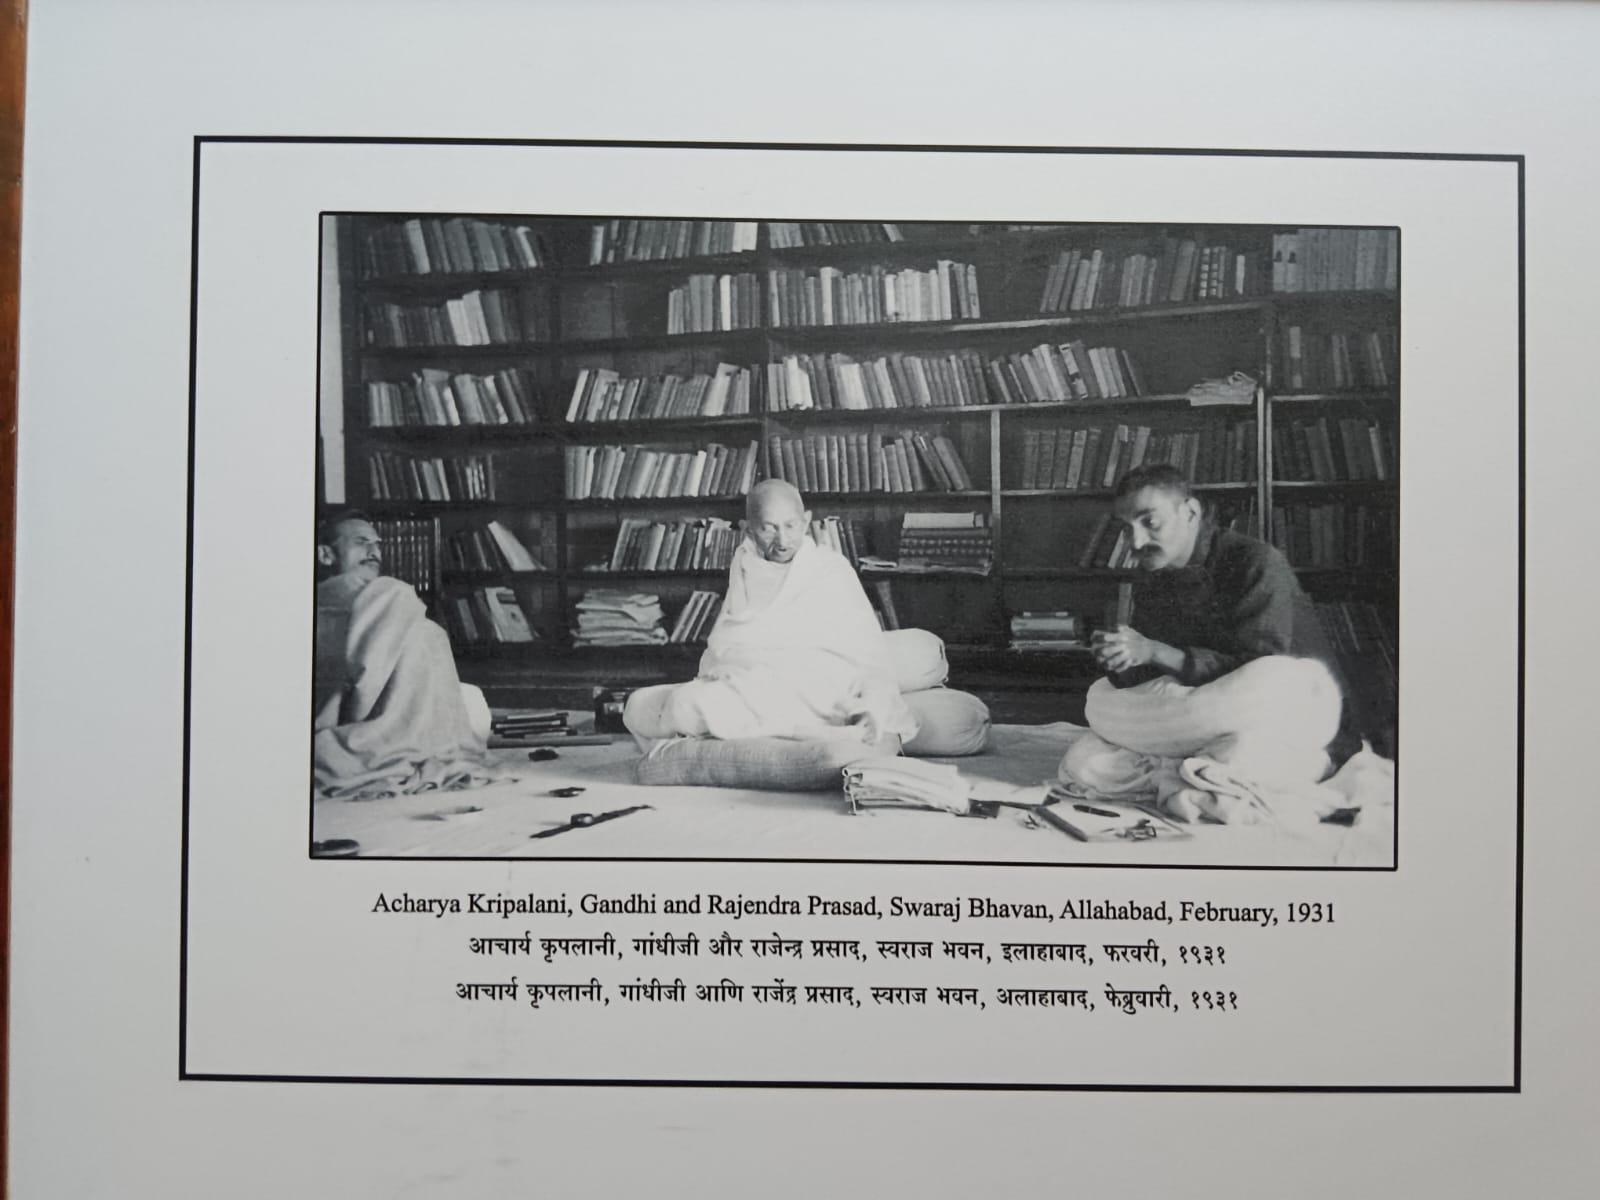 Acharya Kripalani, Gandhi and Rajendra Prasad, Swaraj Bhavan, Allahabad, February, 1931
आचार्य कृपलानी, गांधीजी और राजेन्द्र प्रसाद, स्वराज भवन, इलाहाबाद, फरवरी, १९३१
आचार्य कृपलानी, गांधीजी आणि राजेंद्र प्रसाद, स्वराज भवन, अलाहाबाद, फेब्रुवारी, १९३१